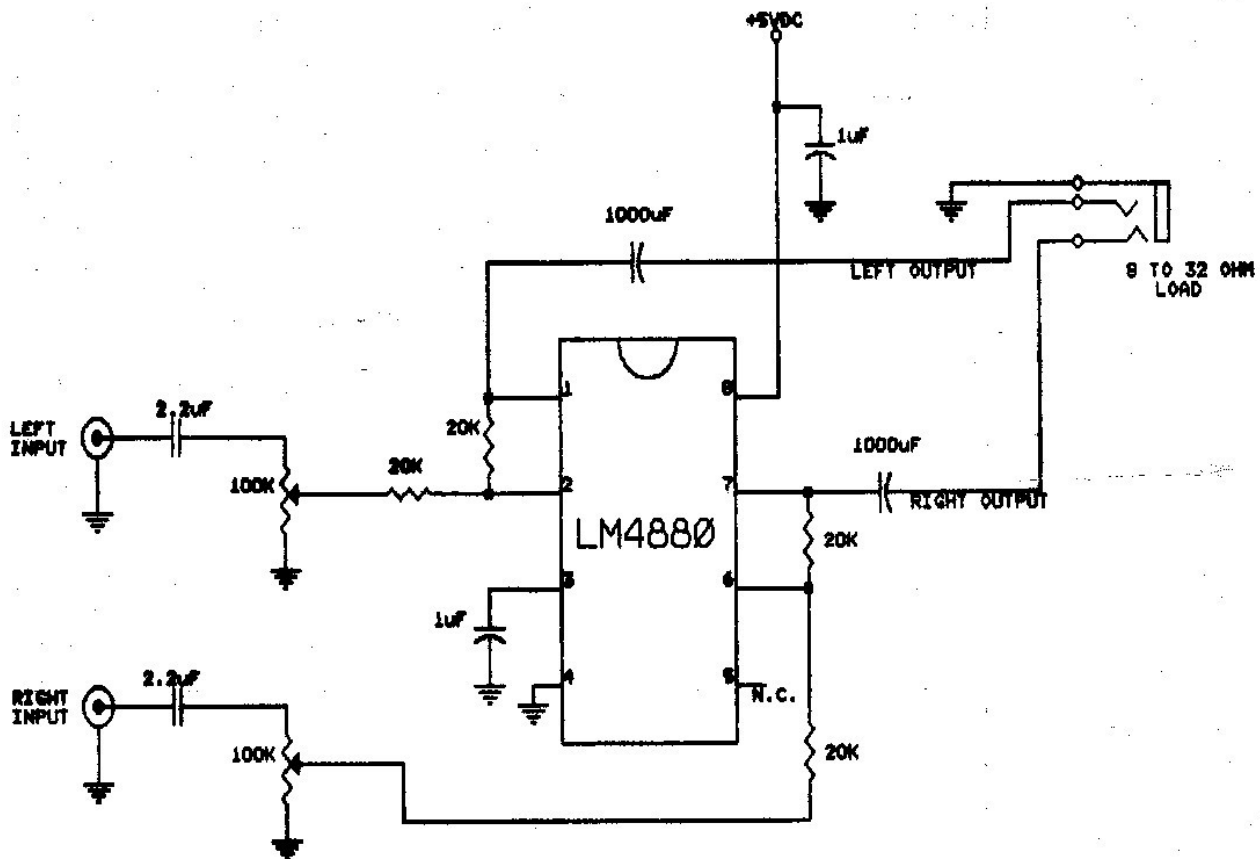 +5VDC
1uF
1000uF
LEFT OUTPUT
8 TO 32 OHM
LOAD
1
8
2.2uF
LEFT
INPUT
20K
1000uF
100K
20K
2
7
RIGHT OUTPUT
LM4880
20K
3
6
1uF
2.2uF
4
5
N.C.
RIGHT
INPUT
100K
20K